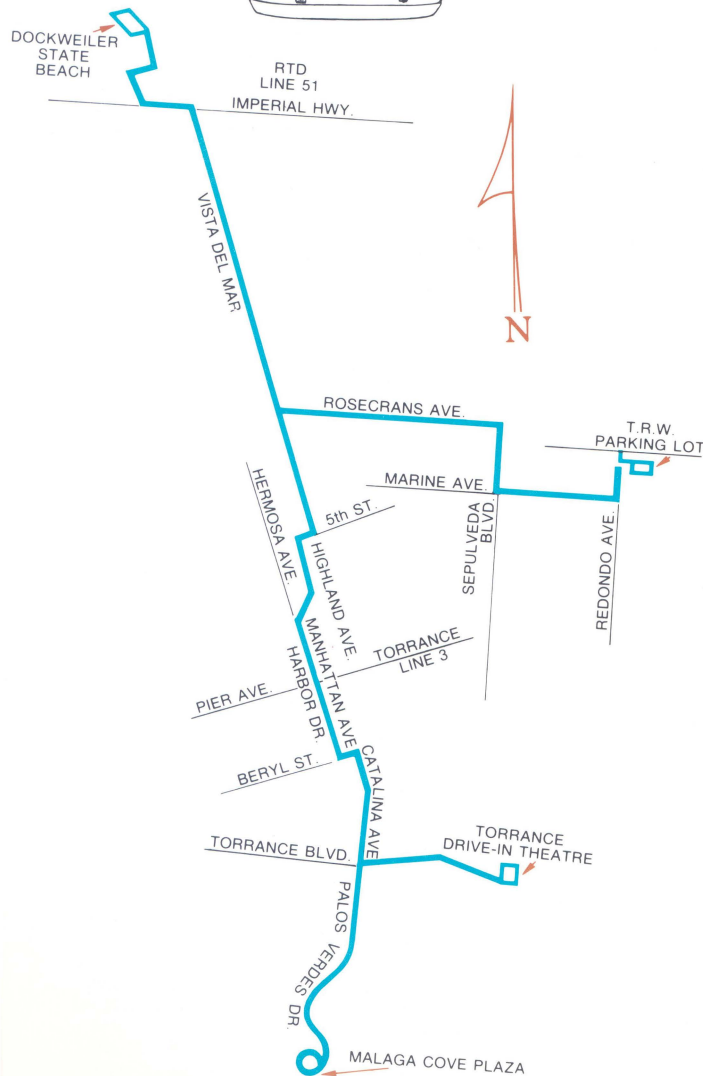 DOCKWEILER
STATE
BEACH
RTD
LINE 51
IMPERIAL HWY.
VISTA DEL MAR
N
ROSECRANS AVE.
T.R.W.
PARKING LOT
MARINE AVE.
SEPULVEDA
BLVD.
REDONDO AVE.
HERMOSA AVE.
5th ST.
HIGHLAND AVE.
MANHATTAN AVE
HARBOR DR.
TORRANCE
LINE 3
PIER AVE.
BERYL ST.
CATALINA AVE
TORRANCE BLVD.
TORRANCE
DRIVE-IN THEATRE
PALOS VERDES DR.
MALAGA COVE PLAZA